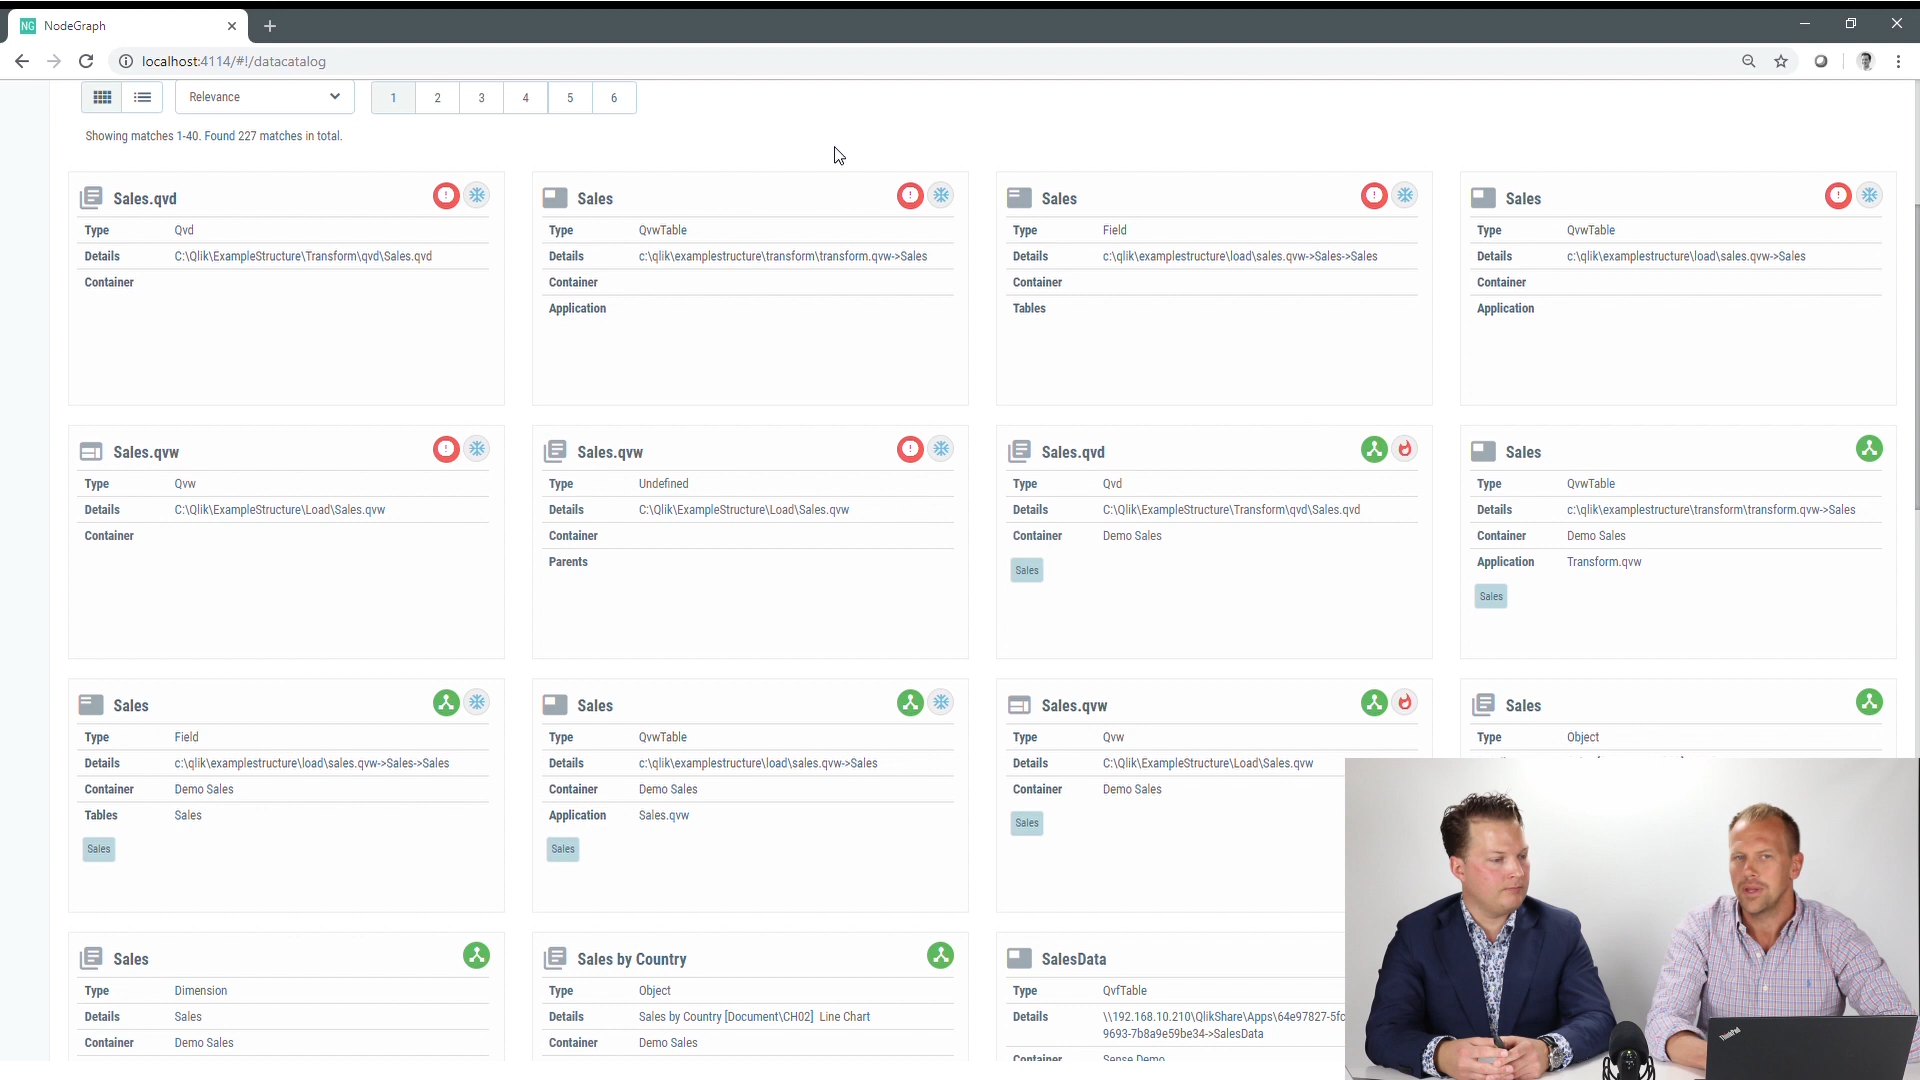 NG NodeGraph
localhost:4114/#!/datacatalog
Relevance 1 2 3 4 5 6
Showing matches 1-40. Found 227 matches in total.
Sales.qvd
Type Qvd
Details C:\Qlik\ExampleStructure\Transform\qvd\Sales.qvd
Container
Sales
Type QvwTable
Details c:\qlik\examplestructure\transform\transform.qvw->Sales
Container
Application
Sales
Type Field
Details c:\qlik\examplestructure\load\sales.qvw->Sales->Sales
Container
Tables
Sales
Type QvwTable
Details c:\qlik\examplestructure\load\sales.qvw->Sales
Container
Application
Sales.qvw
Type Qvw
Details C:\Qlik\ExampleStructure\Load\Sales.qvw
Container
Sales.qvw
Type Undefined
Details C:\Qlik\ExampleStructure\Load\Sales.qvw
Container
Parents
Sales.qvd
Type Qvd
Details C:\Qlik\ExampleStructure\Transform\qvd\Sales.qvd
Container Demo Sales
Sales
Sales
Type QvwTable
Details c:\qlik\examplestructure\transform\transform.qvw->Sales
Container Demo Sales
Application Transform.qvw
Sales
Sales
Type Field
Details c:\qlik\examplestructure\load\sales.qvw->Sales->Sales
Container Demo Sales
Tables Sales
Sales
Sales
Type QvwTable
Details c:\qlik\examplestructure\load\sales.qvw->Sales
Container Demo Sales
Application Sales.qvw
Sales
Sales.qvw
Type Qvw
Details C:\Qlik\ExampleStructure\Load\Sales.qvw
Container Demo Sales
Sales
Sales
Type Object
Sales
Type Dimension
Details Sales
Container Demo Sales
Sales by Country
Type Object
Details Sales by Country [Document\CH02] Line Chart
Container Demo Sales
SalesData
Type QvfTable
Details \\192.168.10.210\QlikShare\Apps\64e97827-5fc
9693-7b8a9e59be34->SalesData
Container Sense Demo
ThinkPad